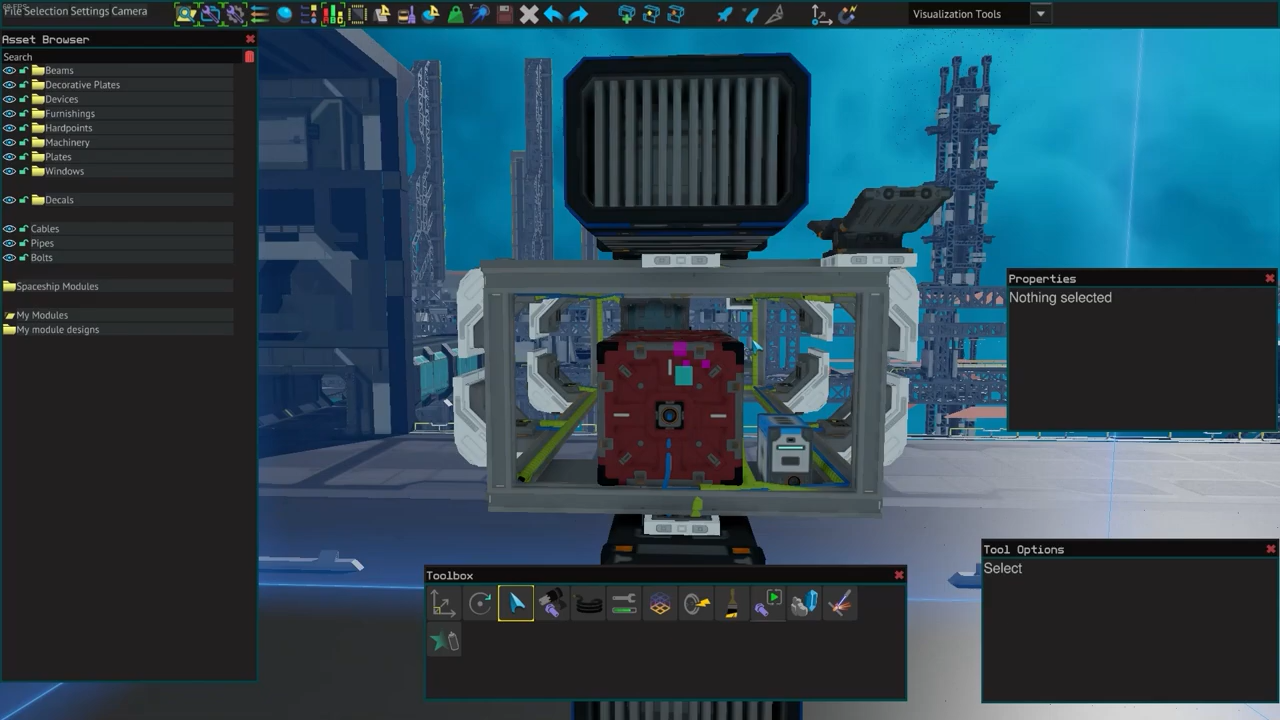 File Selection Settings Camera
Visualization Tools
Asset Browser
Search
Beams
Decorative Plates
Devices
Furnishings
Hardpoints
Machinery
Plates
Windows
Decals
Cables
Pipes
Bolts
Spaceship Modules
My Modules
My module designs
Properties
Nothing selected
Tool Options
Select
Toolbox